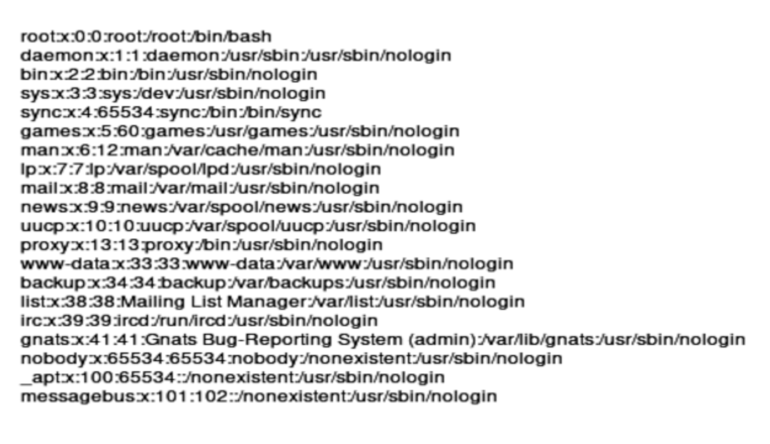 root:x:0:0:root:/root:/bin/bash
daemon:x:1:1:daemon:/usr/sbin:/usr/sbin/nologin
bin:x:2:2:bin:/bin:/usr/sbin/nologin
sys:x:3:3:sys:/dev:/usr/sbin/nologin
sync:x:4:65534:sync:/bin:/bin/sync
games:x:5:60:games:/usr/games:/usr/sbin/nologin
man:x:6:12:man:/var/cache/man:/usr/sbin/nologin
lp:x:7:7:lp:/var/spool/lpd:/usr/sbin/nologin
mail:x:8:8:mail:/var/mail:/usr/sbin/nologin
news:x:9:9:news:/var/spool/news:/usr/sbin/nologin
uucp:x:10:10:uucp:/var/spool/uucp:/usr/sbin/nologin
proxy:x:13:13:proxy:/bin:/usr/sbin/nologin
www-data:x:33:33:www-data:/var/www:/usr/sbin/nologin
backup:x:34:34:backup:/var/backups:/usr/sbin/nologin
list:x:38:38:Mailing List Manager:/var/list:/usr/sbin/nologin
irc:x:39:39:ircd:/run/ircd:/usr/sbin/nologin
gnats:x:41:41:Gnats Bug-Reporting System (admin):/var/lib/gnats:/usr/sbin/nologin
nobody:x:65534:65534:nobody:/nonexistent:/usr/sbin/nologin
_apt:x:100:65534::/nonexistent:/usr/sbin/nologin
messagebus:x:101:102::/nonexistent:/usr/sbin/nologin